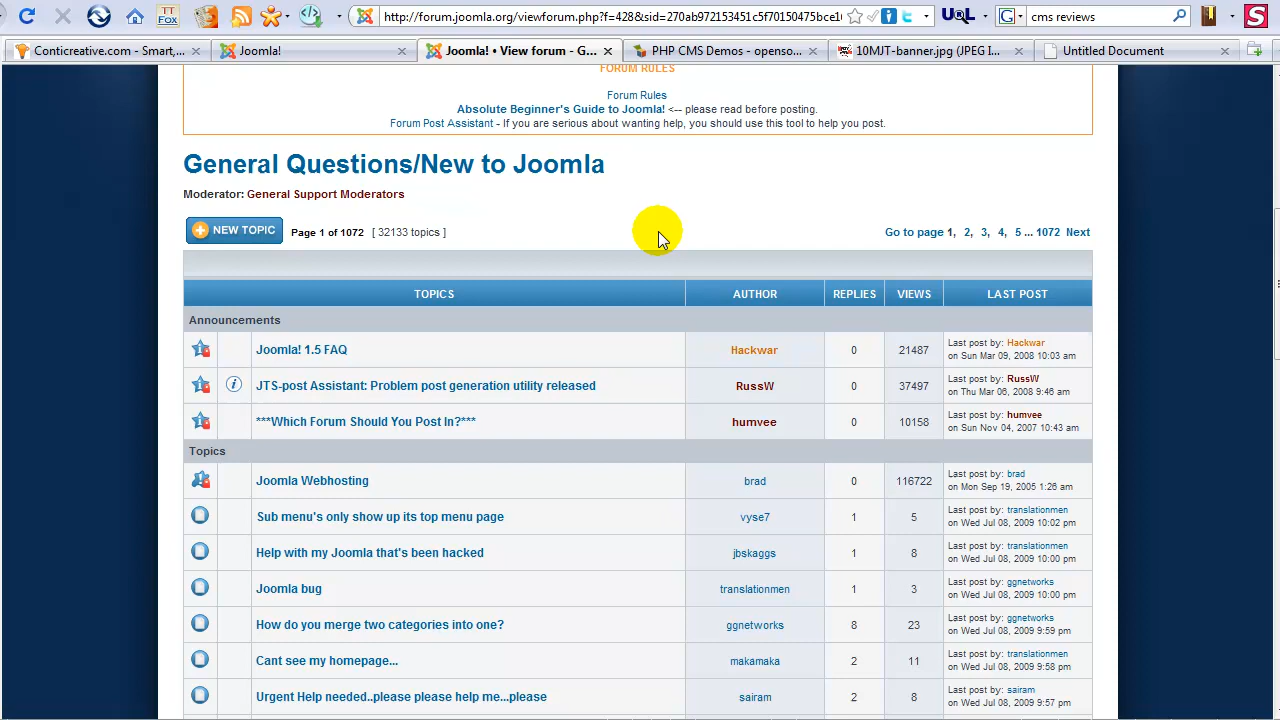 TT
Fox
http://forum.joomla.org/viewforum.php?f=428&sid=270ab97215345c5f70150475bce1
UQL
cms reviews
S
Conticreative.com - Smart,...
Joomla!
Joomla! • View forum - G...
PHP CMS Demos - openso...
10MJT-banner.jpg (JPEG I...
Untitled Document
FORUM RULES
Forum Rules
Absolute Beginner's Guide to Joomla! <-- please read before posting.
Forum Post Assistant - If you are serious about wanting help, you should use this tool to help you post.
General Questions/New to Joomla
Moderator: General Support Moderators
NEW TOPIC Page 1 of 1072 [ 32133 topics ] Go to page 1, 2, 3, 4, 5 ... 1072 Next
TOPICS AUTHOR REPLIES VIEWS LAST POST
Announcements
Joomla! 1.5 FAQ Hackwar 0 21487 Last post by: Hackwar
on Sun Mar 09, 2008 10:03 am
JTS-post Assistant: Problem post generation utility released RussW 0 37497 Last post by: RussW
on Thu Mar 06, 2008 9:46 am
***Which Forum Should You Post In?*** humvee 0 10158 Last post by: humvee
on Sun Nov 04, 2007 10:43 am
Topics
Joomla Webhosting brad 0 116722 Last post by: brad
on Mon Sep 19, 2005 1:26 am
Sub menu's only show up its top menu page vyse7 1 5 Last post by: translationmen
on Wed Jul 08, 2009 10:02 pm
Help with my Joomla that's been hacked jbskaggs 1 8 Last post by: translationmen
on Wed Jul 08, 2009 10:00 pm
Joomla bug translationmen 1 3 Last post by: ggnetworks
on Wed Jul 08, 2009 10:00 pm
How do you merge two categories into one? ggnetworks 8 23 Last post by: ggnetworks
on Wed Jul 08, 2009 9:59 pm
Cant see my homepage... makamaka 2 11 Last post by: translationmen
on Wed Jul 08, 2009 9:58 pm
Urgent Help needed..please please help me...please sairam 2 8 Last post by: sairam
on Wed Jul 08, 2009 9:57 pm